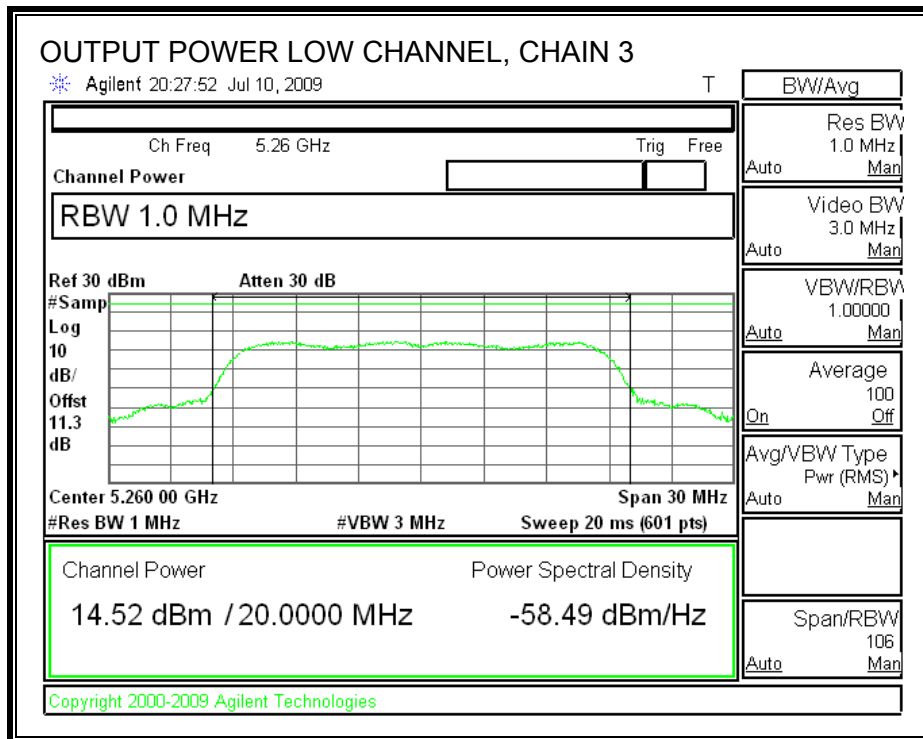 OUTPUT POWER LOW CHANNEL, CHAIN 3
Agilent 20:27:52 Jul 10, 2009
T
Ch Freq 5.26 GHz Trig Free
Channel Power
RBW 1.0 MHz
Ref 30 dBm Atten 30 dB
#Samp
Log
10
dB/
Offst
11.3
dB
Center 5.260 00 GHz Span 30 MHz
#Res BW 1 MHz #VBW 3 MHz Sweep 20 ms (601 pts)
Channel Power Power Spectral Density
14.52 dBm / 20.0000 MHz -58.49 dBm/Hz
Copyright 2000-2009 Agilent Technologies
BW/Avg
Res BW
1.0 MHz
Auto Man
Video BW
3.0 MHz
Auto Man
VBW/RBW
1.00000
Auto Man
Average
100
On Off
Avg/VBW Type
Pwr (RMS)
Auto Man
Span/RBW
106
Auto Man